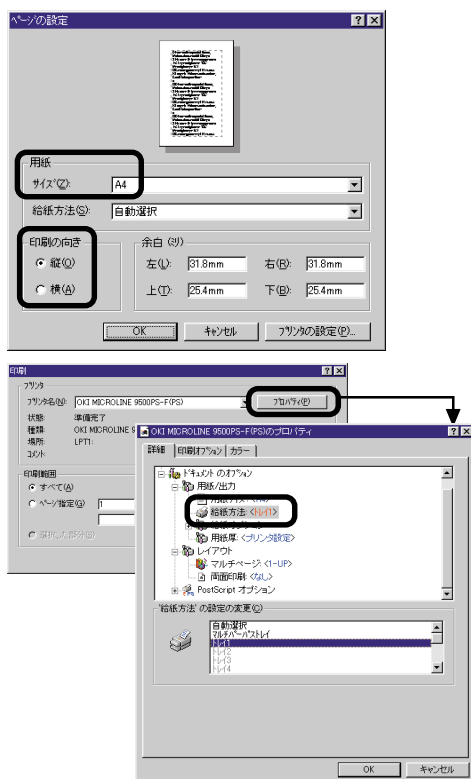 ページの設定
用紙
サイズ(Z): A4
給紙方法(S): 自動選択
印刷の向き
縦(O)
横(A)
余白 (ミリ)
左(L): 31.8mm 右(R): 31.8mm
上(T): 25.4mm 下(B): 25.4mm
OK キャンセル プリンタの設定(P)...
印刷
プリンタ
プリンタ名(N): OKI MICROLINE 9500PS-F(PS) プロパティ(P)
状態: 準備完了
種類: OKI MICROLINE 9
場所: LPT1:
コメント:
印刷範囲
すべて(A)
ページ指定(G) 1
選択した部分(S)
OKI MICROLINE 9500PS-F(PS)のプロパティ
詳細 印刷オプション カラー
ドキュメント のオプション
用紙/出力
給紙方法: <トレイ1>
用紙厚: <プリンタ設定>
レイアウト
マルチページ: <1-UP>
両面印刷: <なし>
PostScript オプション
'給紙方法' の設定の変更(C)
自動選択
マルチパーパストレイ
トレイ1
トレイ2
トレイ3
トレイ4
OK キャンセル